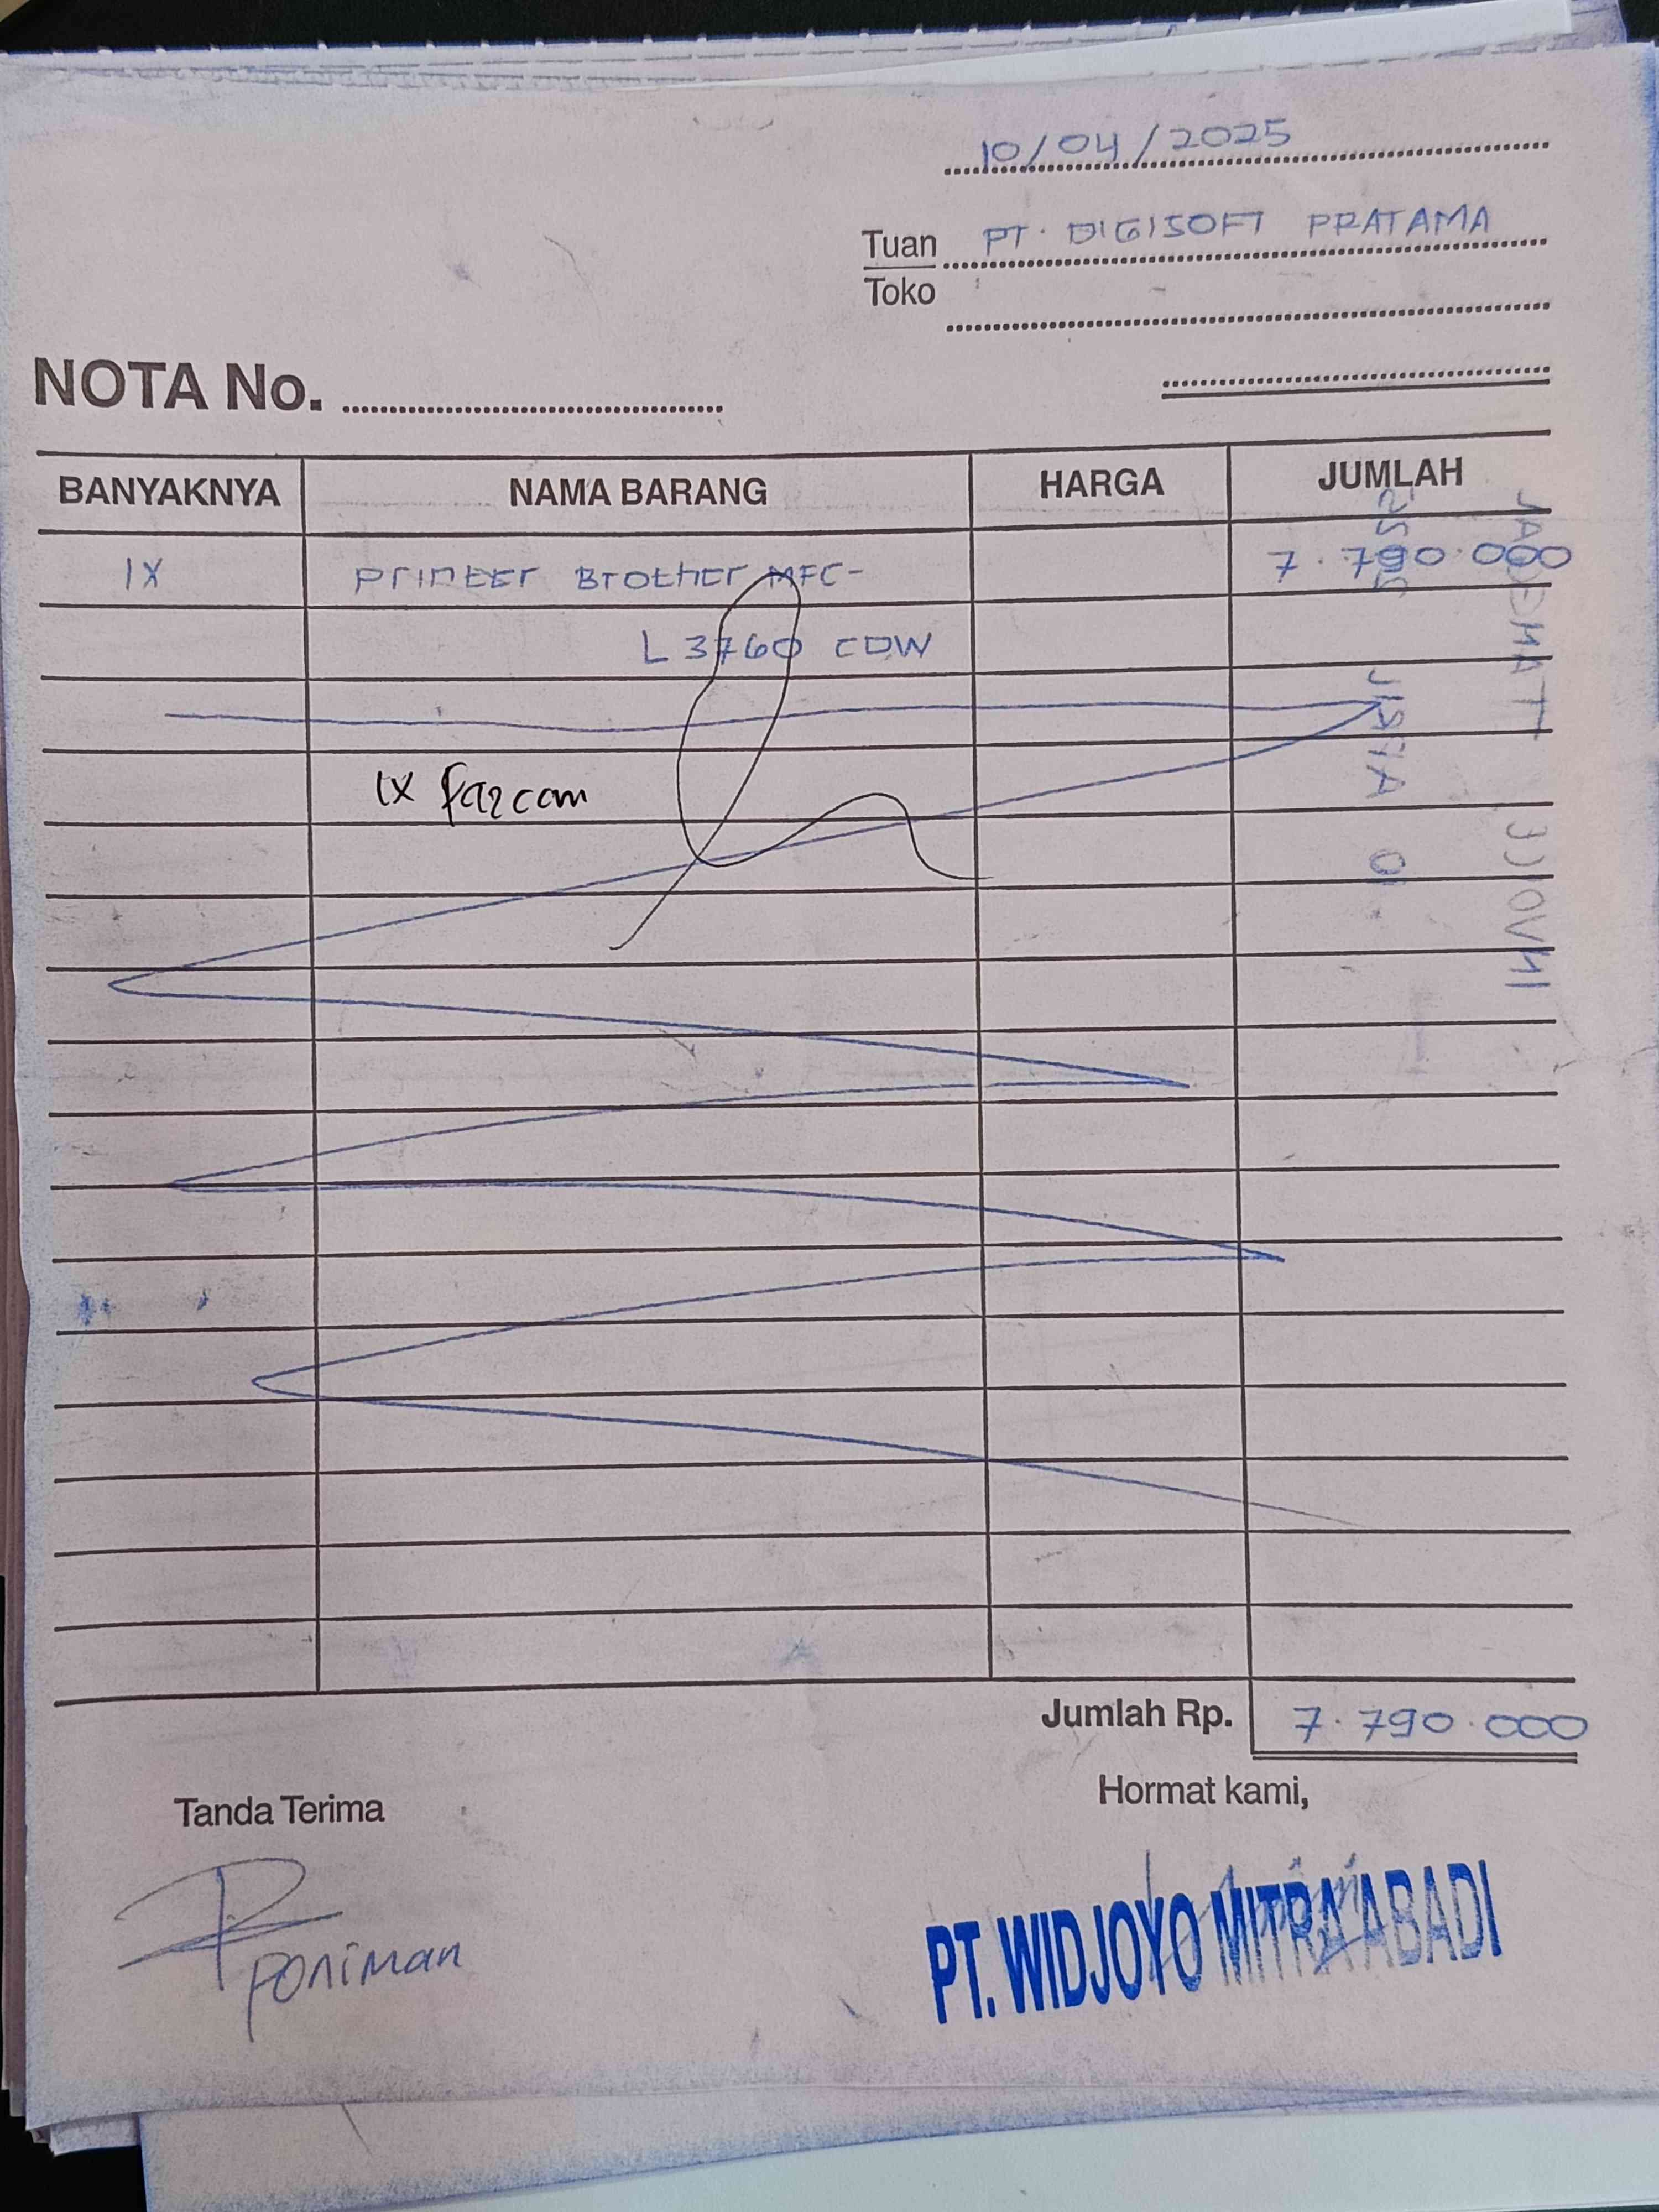 10/04/2025
Tuan PT. DIGISOFT PRATAMA
Toko
NOTA No.
BANYAKNYA NAMA BARANG HARGA JUMLAH
1X Printer Brother MFC- 7.790.000
L3760 CDW
1X
Jumlah Rp. 7.790.000
Tanda Terima Hormat kami,
Poniman PT. WIDJOYO MITRA ABADI